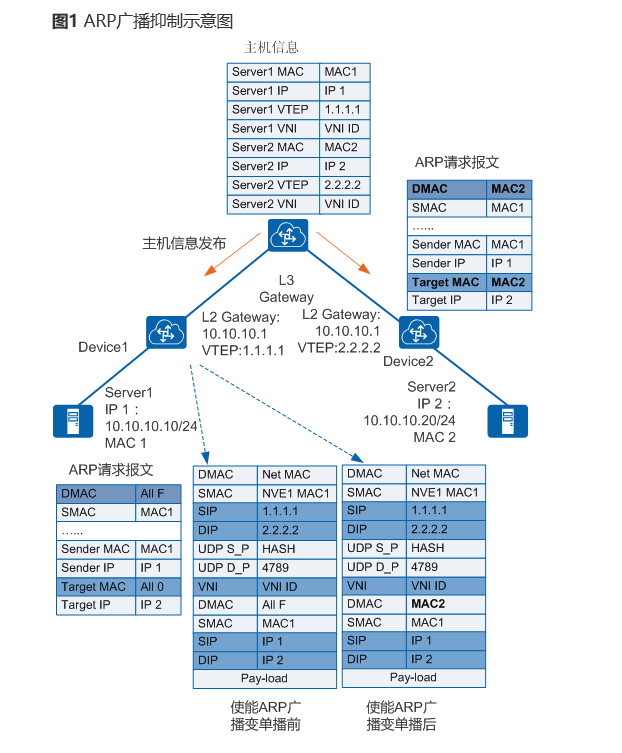 图1 ARP广播抑制示意图
主机信息
Server1 MAC MAC1
Server1 IP IP 1
Server1 VTEP 1.1.1.1
Server1 VNI VNI ID
Server2 MAC MAC2
Server2 IP IP 2
Server2 VTEP 2.2.2.2
Server2 VNI VNI ID
ARP请求报文
DMAC MAC2
SMAC MAC1
......
Sender MAC MAC1
Sender IP IP 1
Target MAC MAC2
Target IP IP 2
主机信息发布
L3
Gateway
L2 Gateway:
10.10.10.1
VTEP:1.1.1.1
L2 Gateway:
10.10.10.1
VTEP:2.2.2.2
Device1
Device2
Server1
IP 1：
10.10.10.10/24
MAC 1
Server2
IP 2：
10.10.10.20/24
MAC 2
ARP请求报文
DMAC All F
SMAC MAC1
......
Sender MAC MAC1
Sender IP IP 1
Target MAC All 0
Target IP IP 2
DMAC Net MAC
SMAC NVE1 MAC1
SIP 1.1.1.1
DIP 2.2.2.2
UDP S_P HASH
UDP D_P 4789
VNI VNI ID
DMAC All F
SMAC MAC1
SIP IP 1
DIP IP 2
Pay-load
使能ARP广
播变单播前
DMAC Net MAC
SMAC NVE1 MAC1
SIP 1.1.1.1
DIP 2.2.2.2
UDP S_P HASH
UDP D_P 4789
VNI VNI ID
DMAC MAC2
SMAC MAC1
SIP IP 1
DIP IP 2
Pay-load
使能ARP广
播变单播后